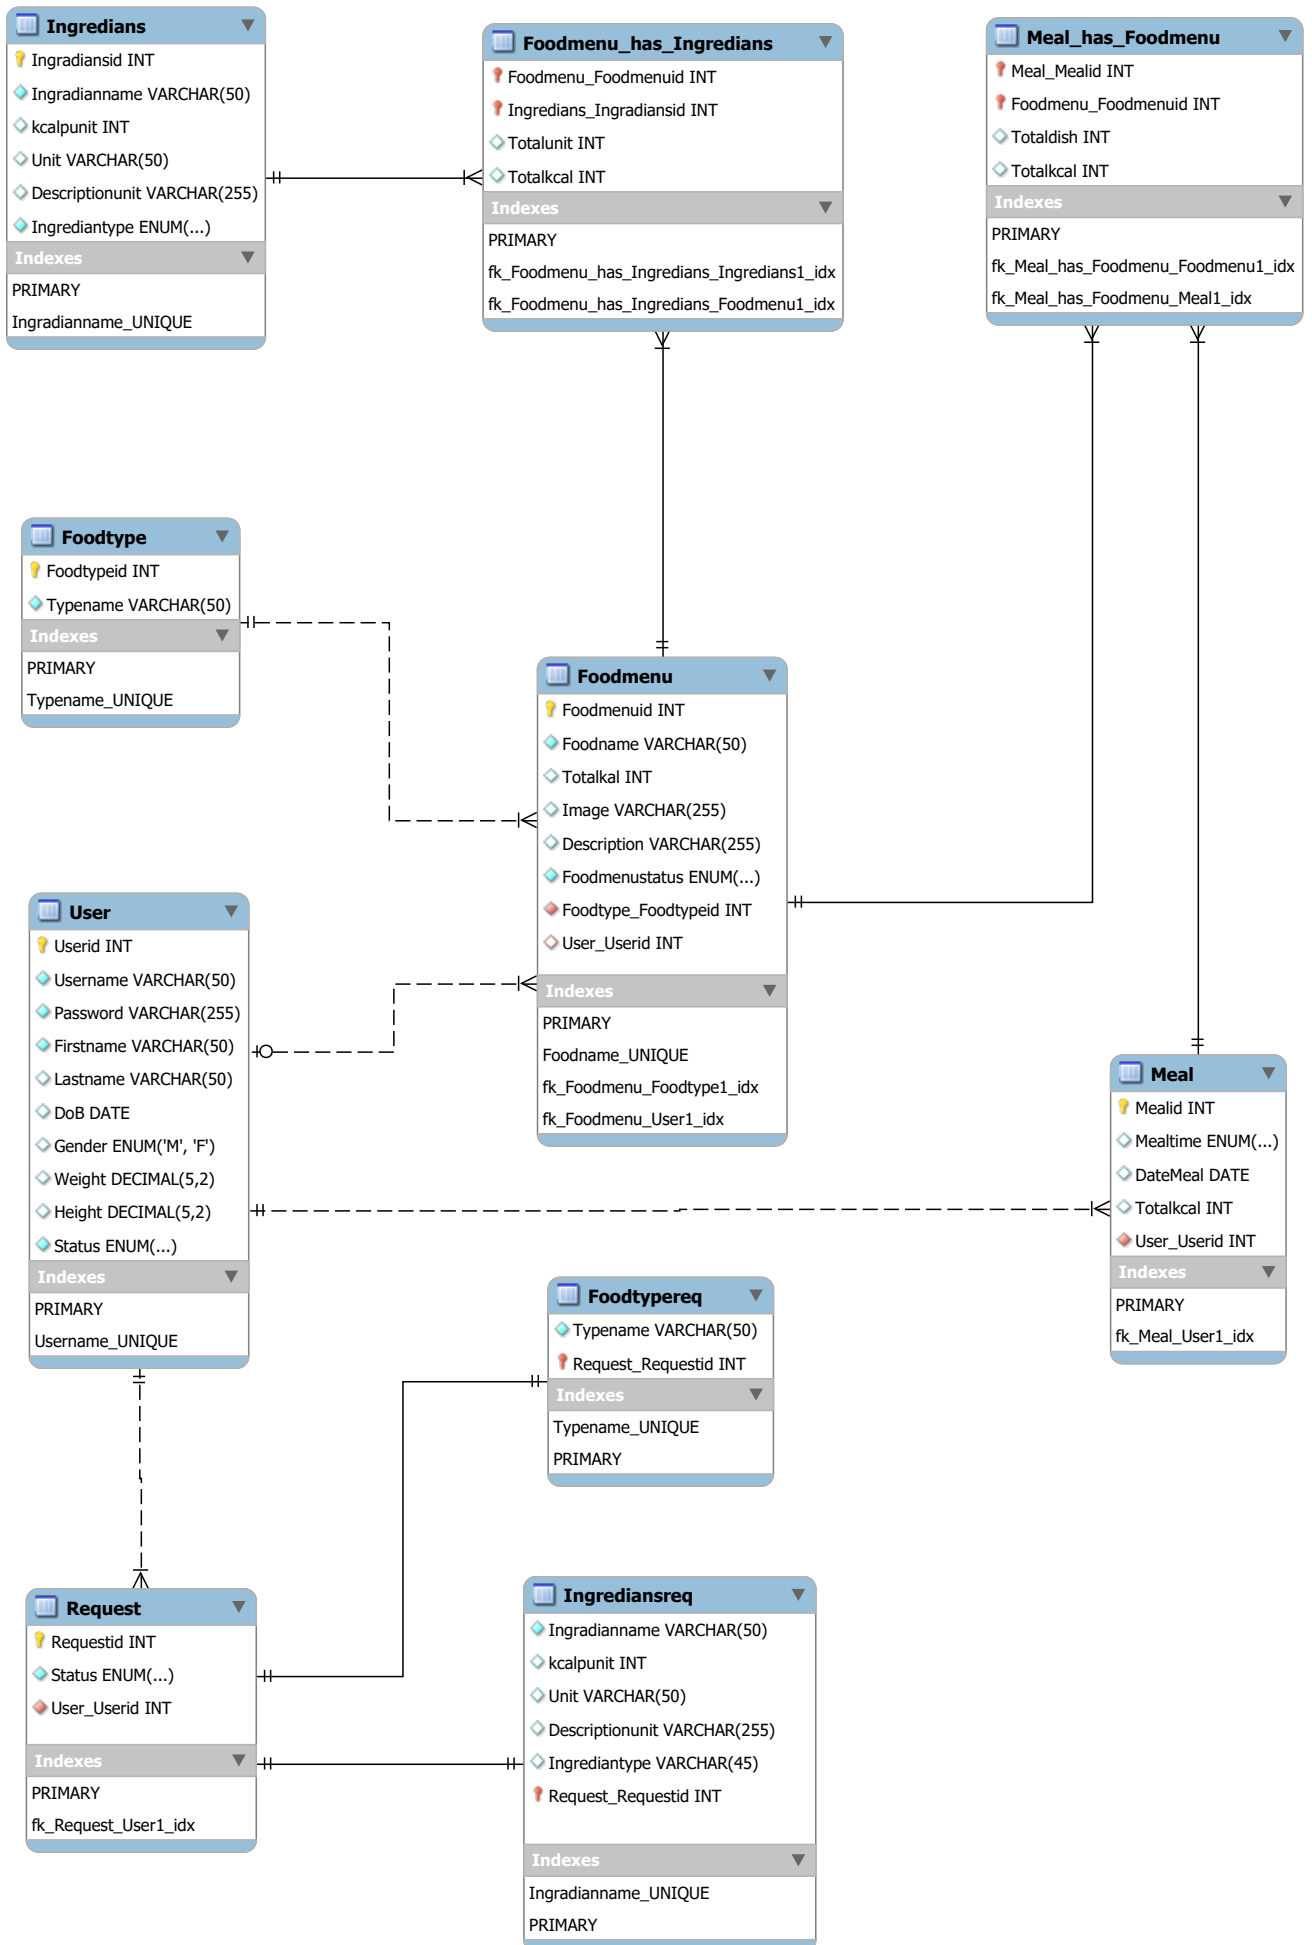 Ingredians
Ingradiansid INT
Ingradianname VARCHAR(50)
kcalpunit INT
Unit VARCHAR(50)
Descriptionunit VARCHAR(255)
Ingrediantype ENUM(...)
Indexes
PRIMARY
Ingradianname_UNIQUE
Foodmenu_has_Ingredians
Foodmenu_Foodmenuid INT
Ingredians_Ingradiansid INT
Totalunit INT
Totalkcal INT
Indexes
PRIMARY
fk_Foodmenu_has_Ingredians_Ingredians1_idx
fk_Foodmenu_has_Ingredians_Foodmenu1_idx
Meal_has_Foodmenu
Meal_Mealid INT
Foodmenu_Foodmenuid INT
Totaldish INT
Totalkcal INT
Indexes
PRIMARY
fk_Meal_has_Foodmenu_Foodmenu1_idx
fk_Meal_has_Foodmenu_Meal1_idx
Foodtype
Foodtypeid INT
Typename VARCHAR(50)
Indexes
PRIMARY
Typename_UNIQUE
Foodmenu
Foodmenuid INT
Foodname VARCHAR(50)
Totalkal INT
Image VARCHAR(255)
Description VARCHAR(255)
Foodmenustatus ENUM(...)
Foodtype_Foodtypeid INT
User_Userid INT
Indexes
PRIMARY
Foodname_UNIQUE
fk_Foodmenu_Foodtype1_idx
fk_Foodmenu_User1_idx
User
Userid INT
Username VARCHAR(50)
Password VARCHAR(255)
Firstname VARCHAR(50)
Lastname VARCHAR(50)
DoB DATE
Gender ENUM('M', 'F')
Weight DECIMAL(5,2)
Height DECIMAL(5,2)
Status ENUM(...)
Indexes
PRIMARY
Username_UNIQUE
Meal
Mealid INT
Mealtime ENUM(...)
DateMeal DATE
Totalkcal INT
User_Userid INT
Indexes
PRIMARY
fk_Meal_User1_idx
Foodtypereq
Typename VARCHAR(50)
Request_Requestid INT
Indexes
Typename_UNIQUE
PRIMARY
Request
Requestid INT
Status ENUM(...)
User_Userid INT
Indexes
PRIMARY
fk_Request_User1_idx
Ingrediansreq
Ingradianname VARCHAR(50)
kcalpunit INT
Unit VARCHAR(50)
Descriptionunit VARCHAR(255)
Ingrediantype VARCHAR(45)
Request_Requestid INT
Indexes
Ingradianname_UNIQUE
PRIMARY